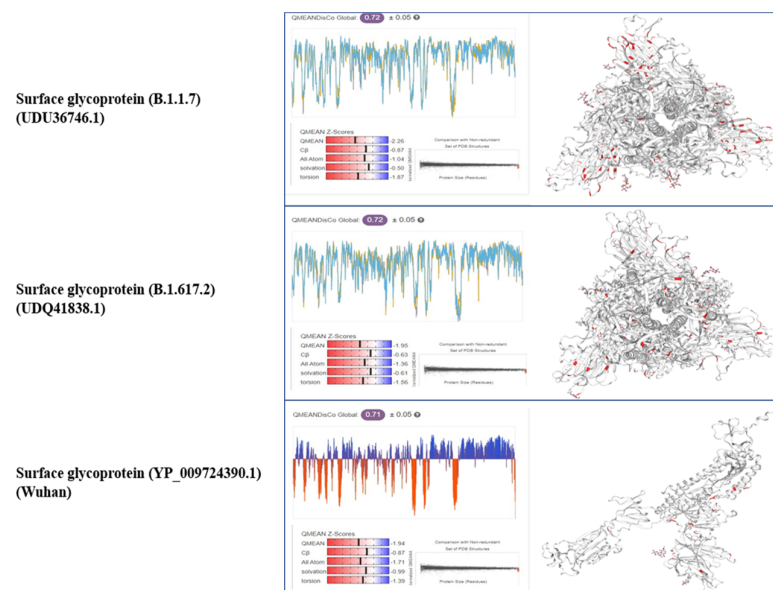 QMEANDisCo Global: 0.72 ± 0.05
Surface glycoprotein (B.1.1.7)
(UDU36746.1)
QMEAN Z-Scores
QMEAN -2.26
Cβ -0.87
All Atom -1.04
solvation -0.50
torsion -1.87
Comparison with Non-redundant
Set of PDB Structures
Protein Size (Residues)
QMEANDisCo Global: 0.72 ± 0.05
Surface glycoprotein (B.1.617.2)
(UDQ41838.1)
QMEAN Z-Scores
QMEAN -1.95
Cβ -0.63
All Atom -1.36
solvation -0.61
torsion -1.56
Comparison with Non-redundant
Set of PDB Structures
Protein Size (Residues)
QMEANDisCo Global: 0.71 ± 0.05
Surface glycoprotein (YP_009724390.1)
(Wuhan)
QMEAN Z-Scores
QMEAN -1.94
Cβ -0.87
All Atom -1.71
solvation -0.99
torsion -1.39
Comparison with Non-redundant
Set of PDB Structures
Protein Size (Residues)